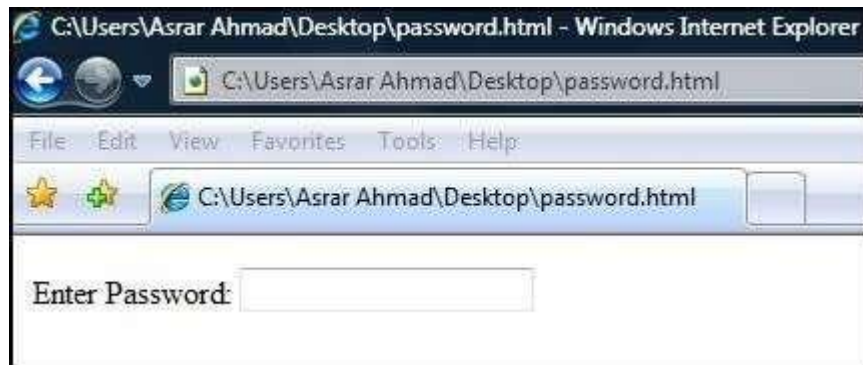 C:\Users\Asrar Ahmad\Desktop\password.html - Windows Internet Explorer
C:\Users\Asrar Ahmad\Desktop\password.html
File Edit View Favorites Tools Help
C:\Users\Asrar Ahmad\Desktop\password.html
Enter Password: